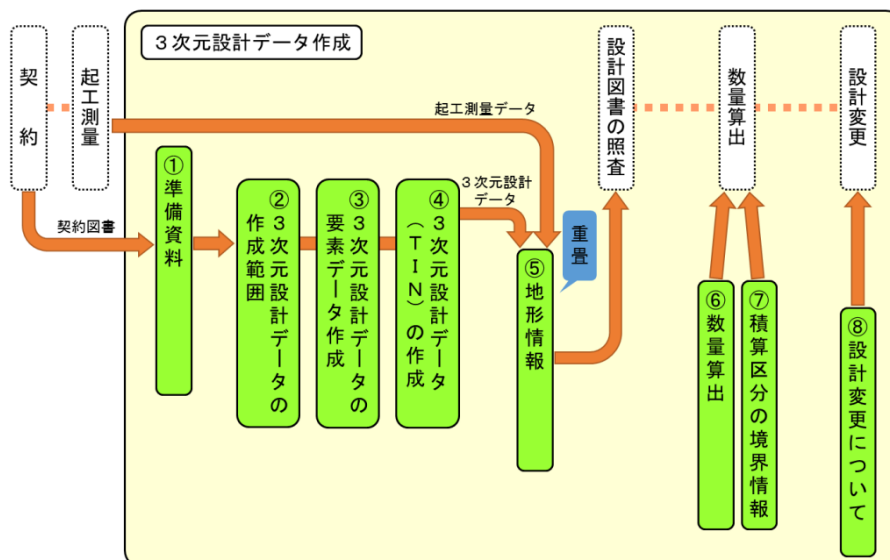 ３次元設計データ作成
契約
起工測量
設計図書の照査
数量算出
設計変更
起工測量データ
契約図書
３次元設計
データ
①準備資料
②３次元設計データの
作成範囲
③３次元設計データの
要素データ作成
④３次元設計データ
（ＴＩＮ）の作成
⑤地形情報
重畳
⑥数量算出
⑦積算区分の境界情報
⑧設計変更について